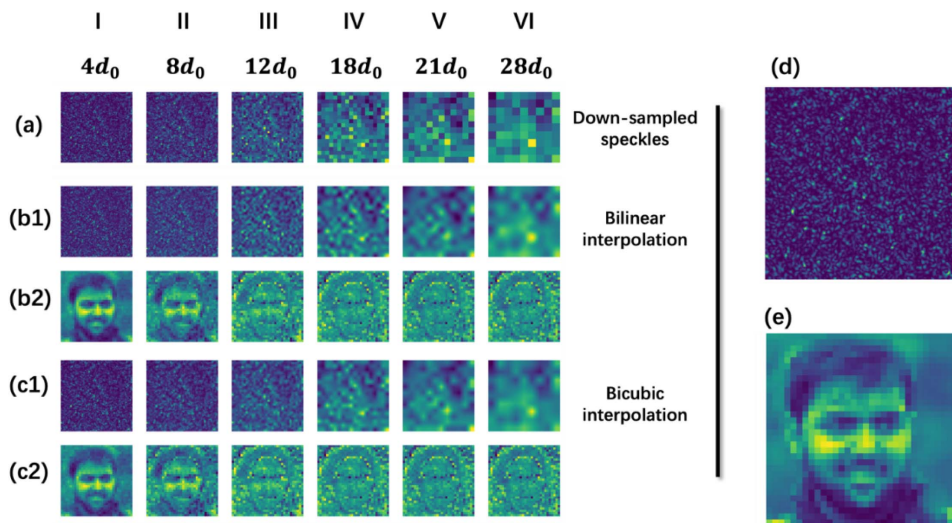 I II III IV V VI
4d₀ 8d₀ 12d₀ 18d₀ 21d₀ 28d₀
(a)
Down-sampled
speckles
(b1)
Bilinear
interpolation
(b2)
(c1)
Bicubic
interpolation
(c2)
(d)
(e)